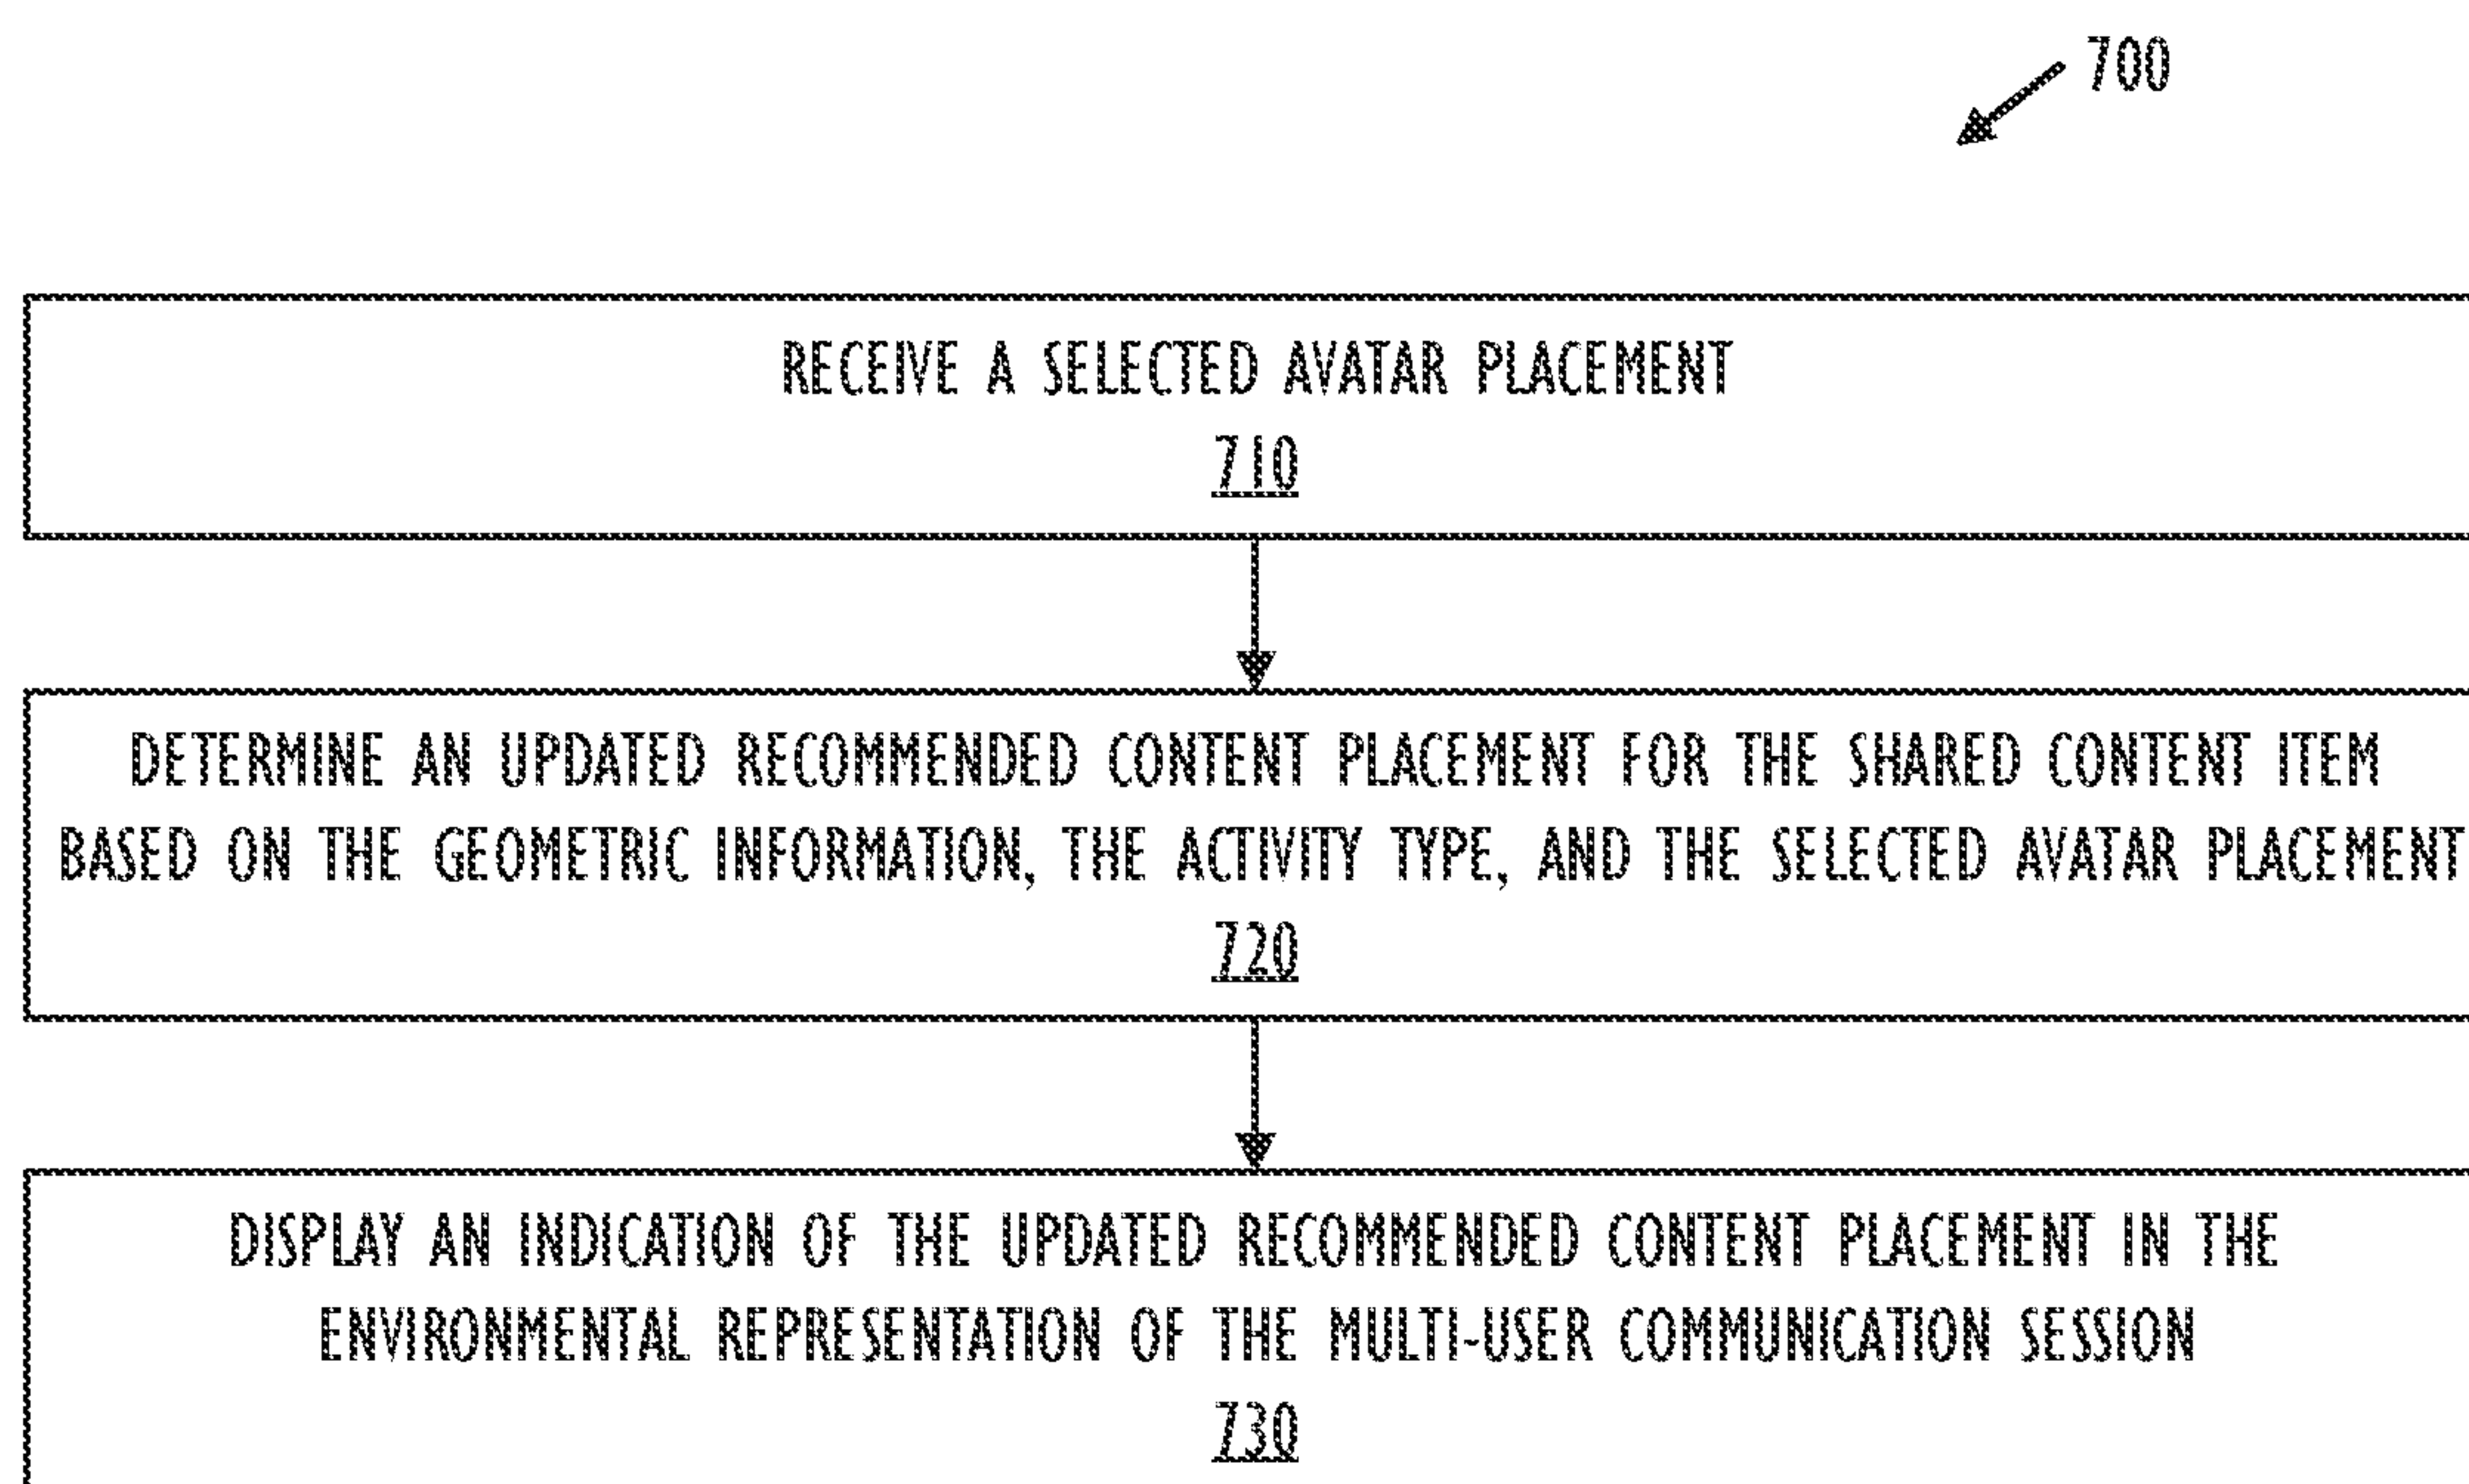 700
RECEIVE A SELECTED AVATAR PLACEMENT
710
DETERMINE AN UPDATED RECOMMENDED CONTENT PLACEMENT FOR THE SHARED CONTENT ITEM
BASED ON THE GEOMETRIC INFORMATION, THE ACTIVITY TYPE, AND THE SELECTED AVATAR PLACEMENT
720
DISPLAY AN INDICATION OF THE UPDATED RECOMMENDED CONTENT PLACEMENT IN THE
ENVIRONMENTAL REPRESENTATION OF THE MULTI-USER COMMUNICATION SESSION
730